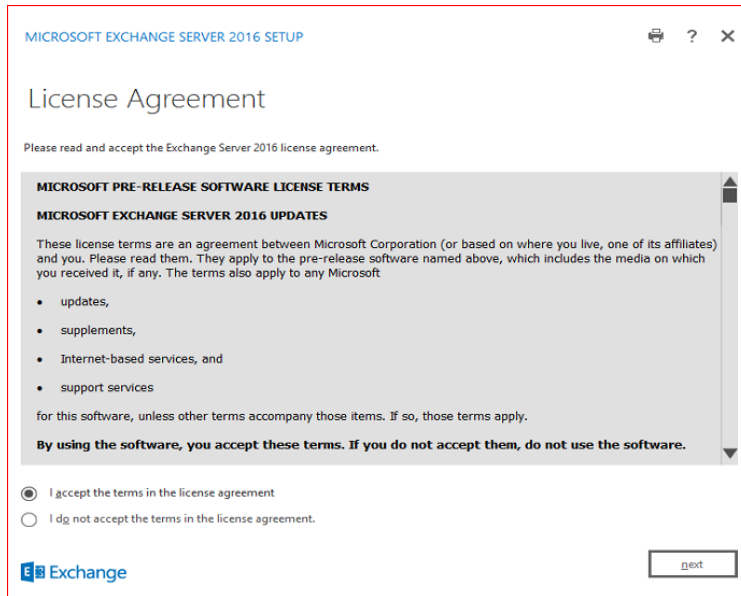 MICROSOFT EXCHANGE SERVER 2016 SETUP
?
License Agreement
Please read and accept the Exchange Server 2016 license agreement.
MICROSOFT PRE-RELEASE SOFTWARE LICENSE TERMS
MICROSOFT EXCHANGE SERVER 2016 UPDATES
These license terms are an agreement between Microsoft Corporation (or based on where you live, one of its affiliates)
and you. Please read them. They apply to the pre-release software named above, which includes the media on which
you received it, if any. The terms also apply to any Microsoft
• updates,
• supplements,
• Internet-based services, and
• support services
for this software, unless other terms accompany those items. If so, those terms apply.
By using the software, you accept these terms. If you do not accept them, do not use the software.
I accept the terms in the license agreement
I do not accept the terms in the license agreement.
E Exchange
next